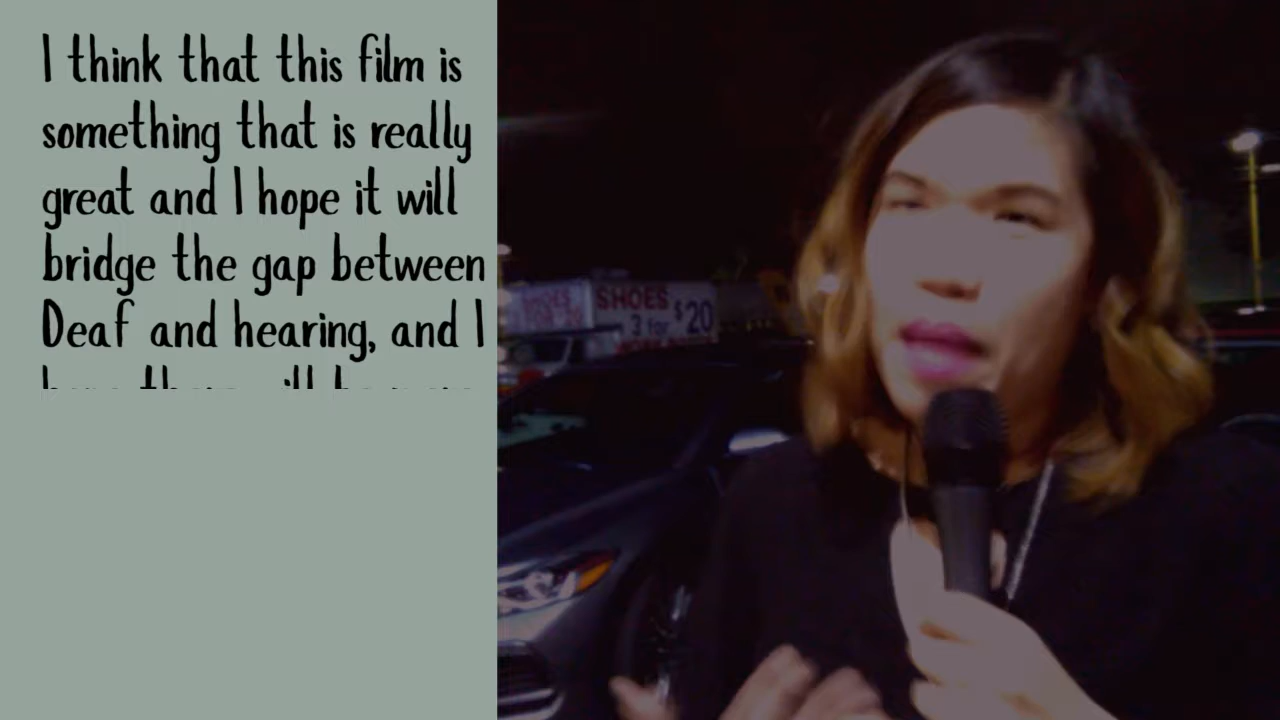 I think that this film is
something that is really
great and I hope it will
bridge the gap between
Deaf and hearing, and I
SHOES
SHOES $20
3 for